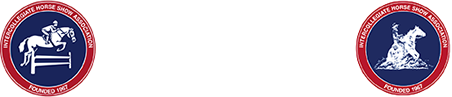 INTERCOLLEGIATE HORSE SHOW ASSOCIATION
FOUNDED 1967
INTERCOLLEGIATE HORSE SHOW ASSOCIATION
FOUNDED 1967